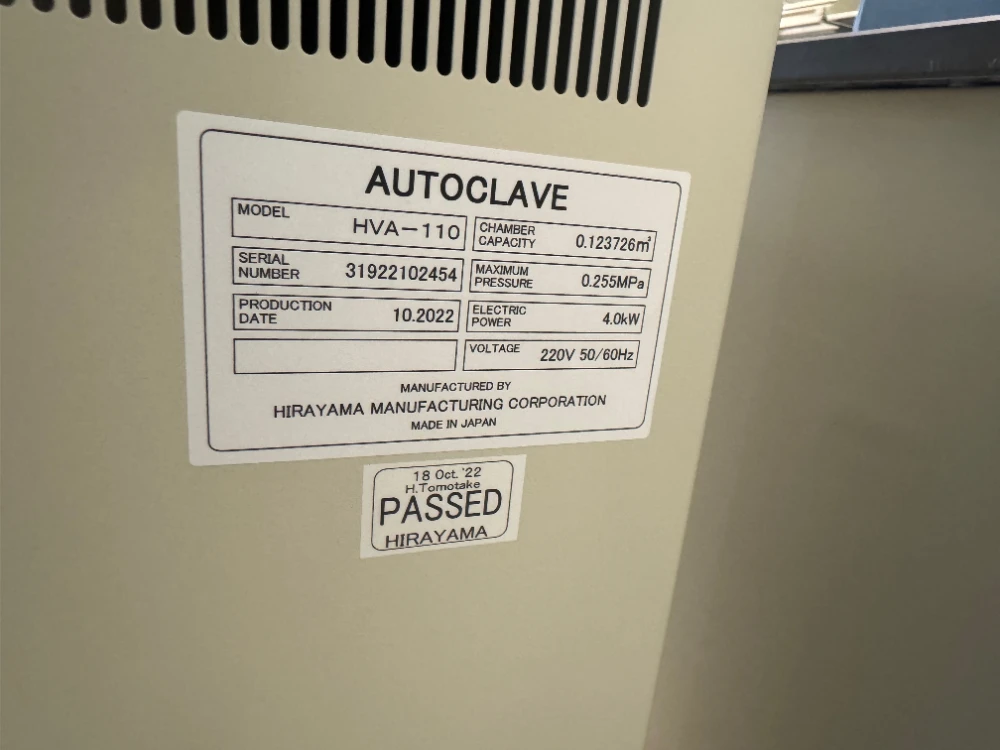 AUTOCLAVE
MODEL HVA-110
CHAMBER CAPACITY 0.123726㎥
SERIAL NUMBER 31922102454
MAXIMUM PRESSURE 0.255MPa
PRODUCTION DATE 10.2022
ELECTRIC POWER 4.0kW
VOLTAGE 220V 50/60Hz
MANUFACTURED BY
HIRAYAMA MANUFACTURING CORPORATION
MADE IN JAPAN
18 Oct. '22
H.Tomotake
PASSED
HIRAYAMA